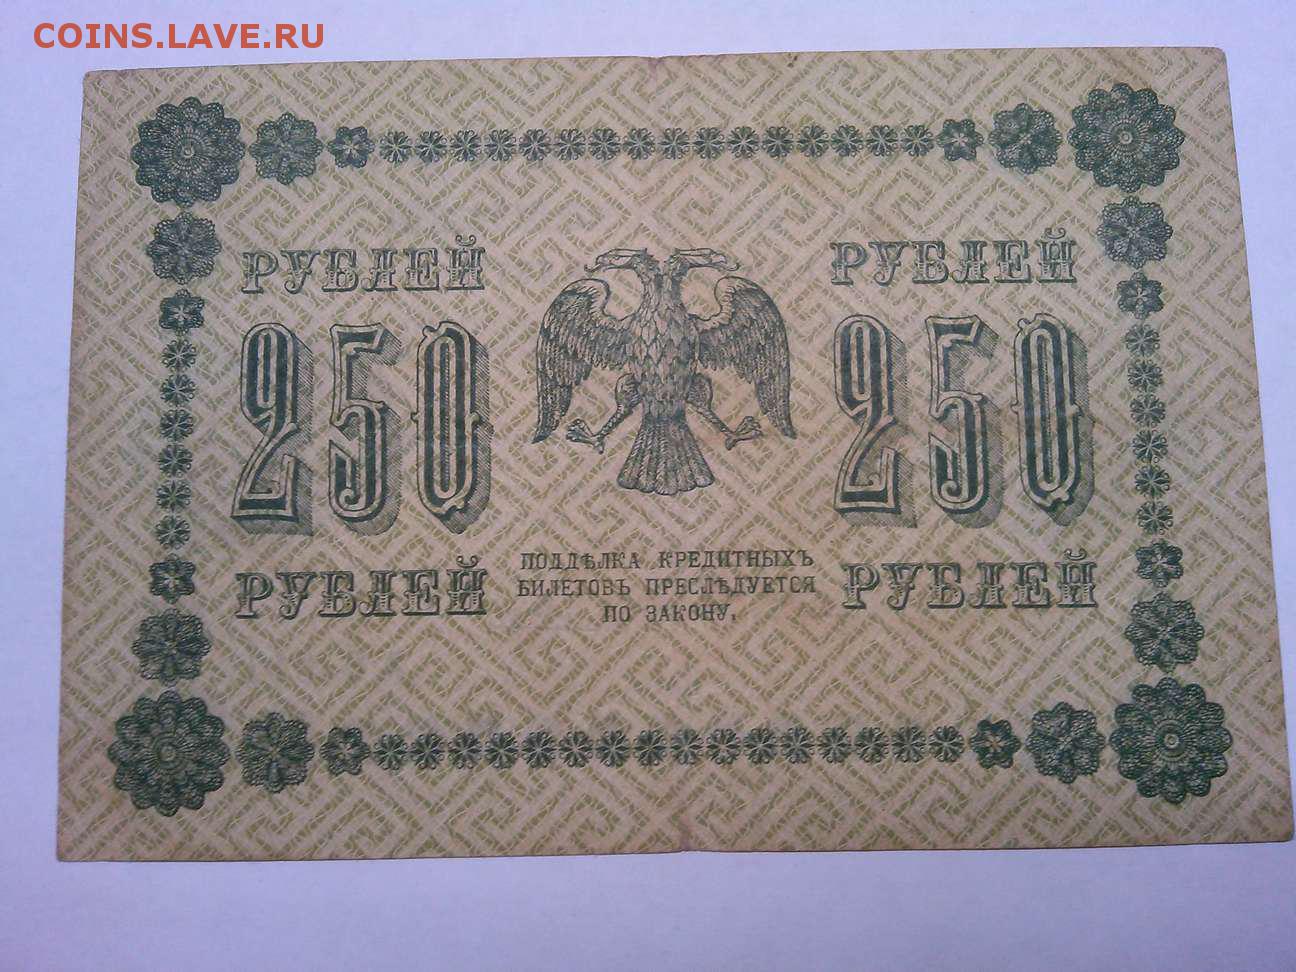 COINS.LAVE.RU
РУБЛЕЙ РУБЛЕЙ
250 250
РУБЛЕЙ РУБЛЕЙ
ПОДДѢЛКА КРЕДИТНЫХЪ
БИЛЕТОВЪ ПРЕСЛѢДУЕТСЯ
ПО ЗАКОНУ.